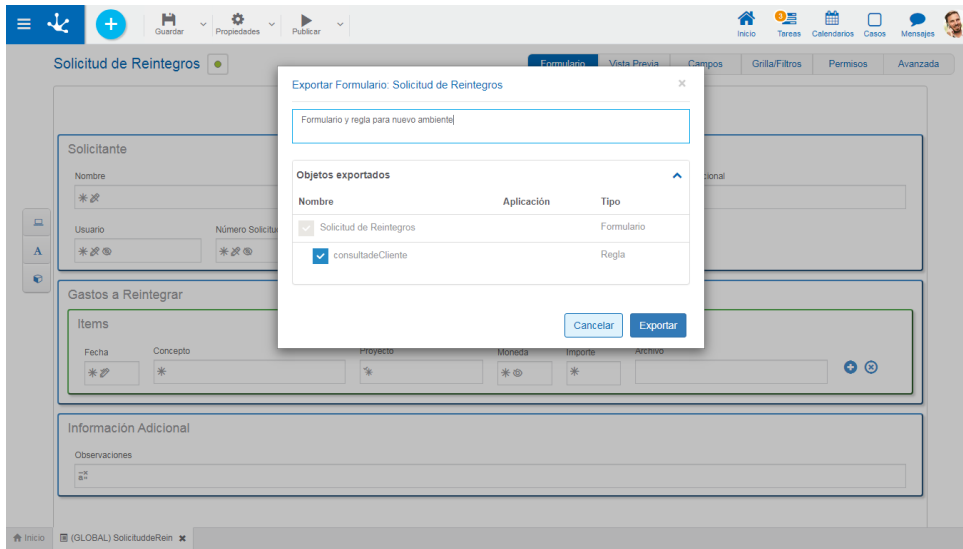 Guardar
Propiedades
Publicar
Inicio
3
Tareas
Calendarios
Casos
Mensajes
Solicitud de Reintegros
Formulario
Vista Previa
Campos
Grilla/Filtros
Permisos
Avanzada
Exportar Formulario: Solicitud de Reintegros
Formulario y regla para nuevo ambiente
Objetos exportados
Nombre Aplicación Tipo
Solicitud de Reintegros Formulario
consultadeCliente Regla
Cancelar
Exportar
Solicitante
Nombre
Usuario
A
Gastos a Reintegrar
Items
Fecha Concepto Proyecto Moneda Importe Archivo
Información Adicional
Observaciones
Inicio
(GLOBAL) SolicituddeRein